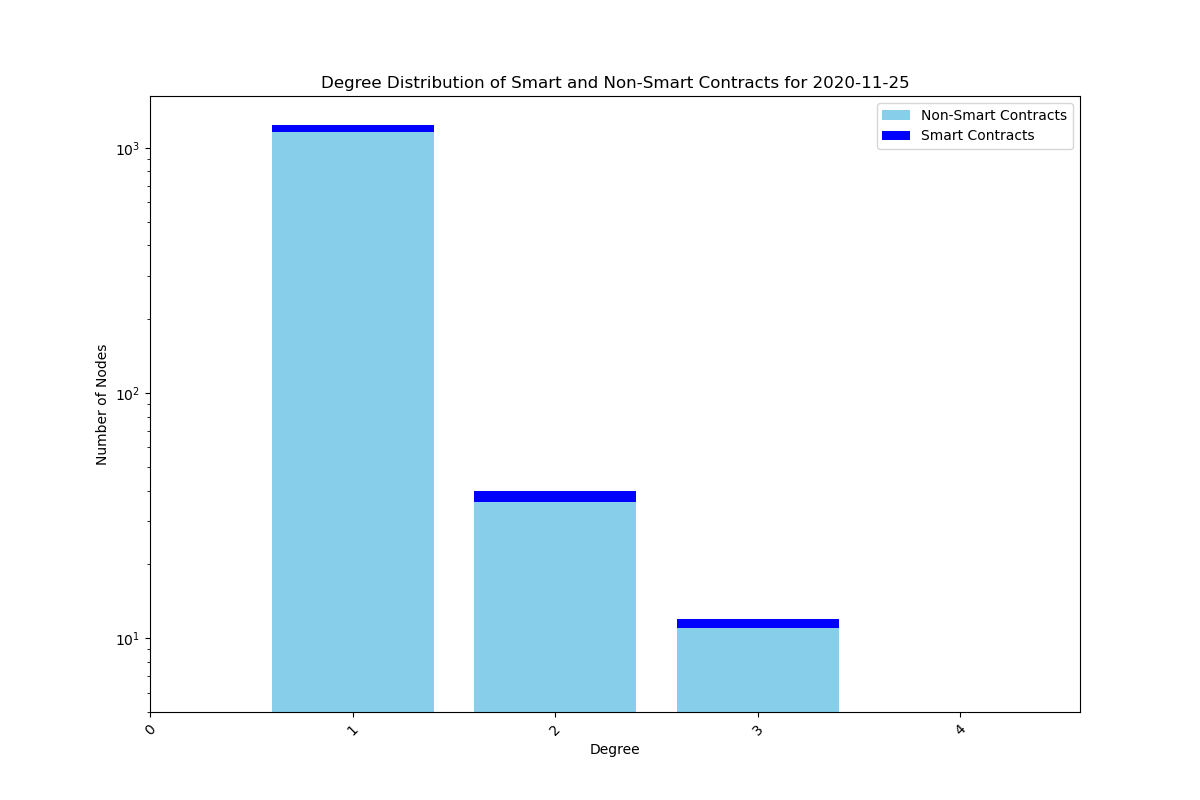 Degree Distribution of Smart and Non-Smart Contracts for 2020-11-25
Non-Smart Contracts
Smart Contracts
Number of Nodes
10³
10²
10¹
0
1
2
3
4
Degree